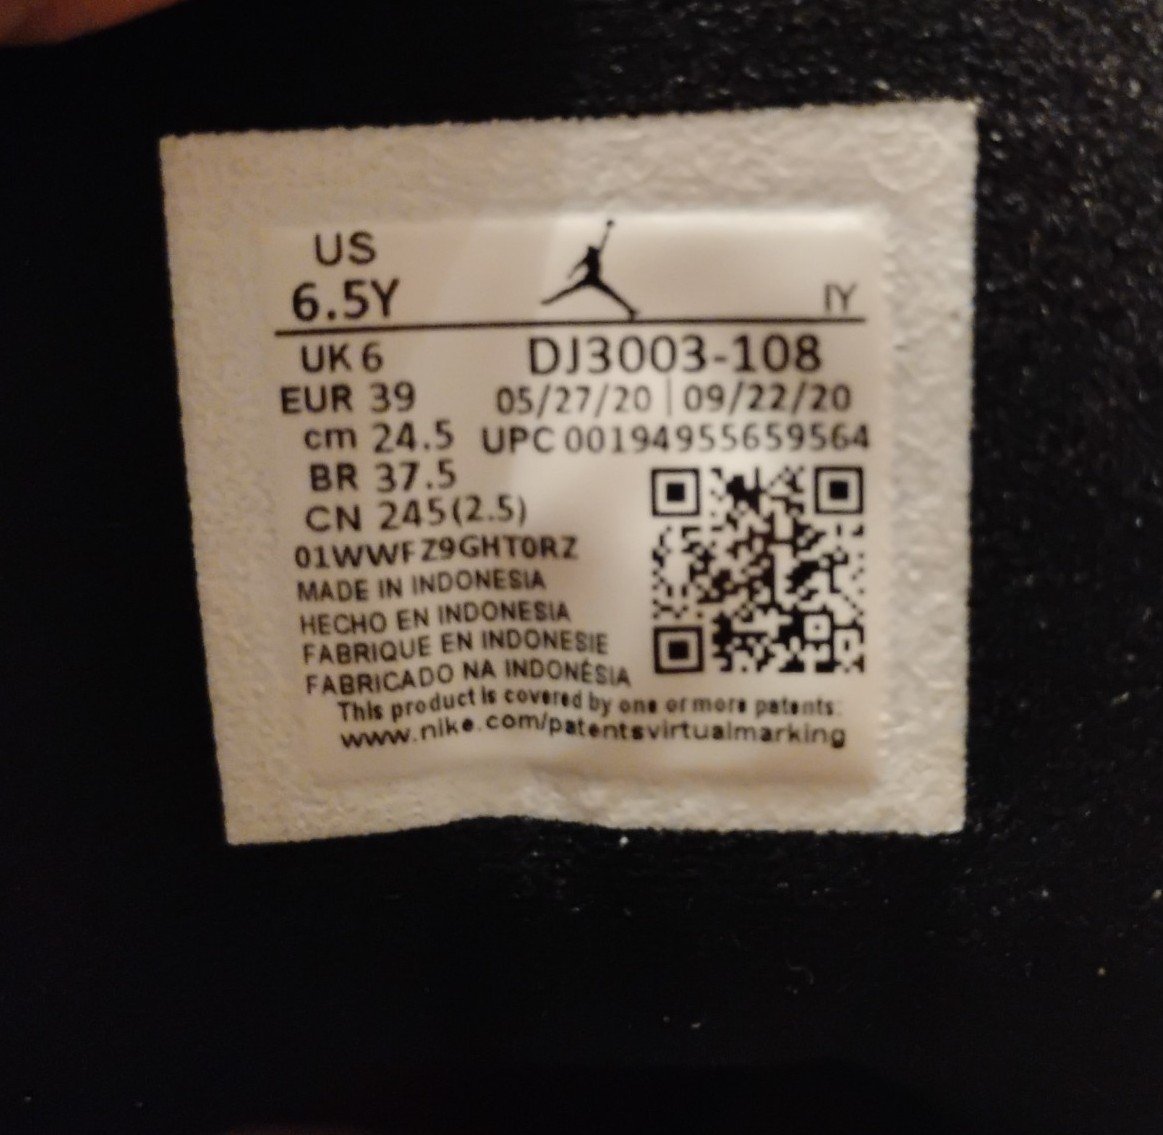 US
6.5Y
IY
UK 6
DJ3003-108
EUR 39
05/27/20 | 09/22/20
cm 24.5
UPC 00194955659564
BR 37.5
CN 245(2.5)
01WWFZ9GHT0RZ
MADE IN INDONESIA
HECHO EN INDONESIA
FABRIQUE EN INDONESIE
FABRICADO NA INDONÉSIA
This product is covered by one or more patents:
www.nike.com/patentsvirtualmarking